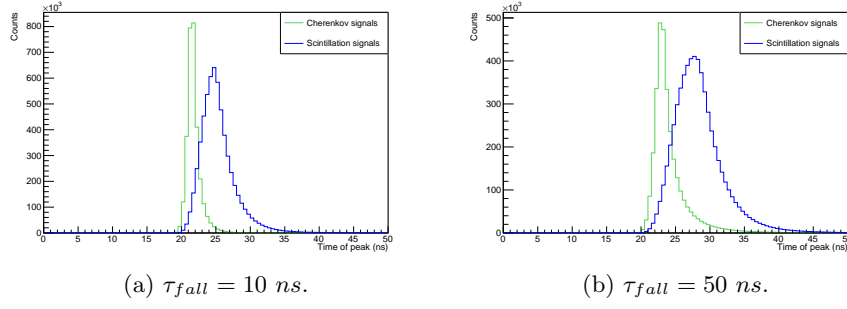 ×10³
Counts
800
700
600
500
400
300
200
100
0
0 5 10 15 20 25 30 35 40 45 50
Time of peak (ns)
Cherenkov signals
Scintillation signals
(a) τ_fall = 10 ns.
×10³
Counts
500
400
300
200
100
0
0 5 10 15 20 25 30 35 40 45 50
Time of peak (ns)
Cherenkov signals
Scintillation signals
(b) τ_fall = 50 ns.